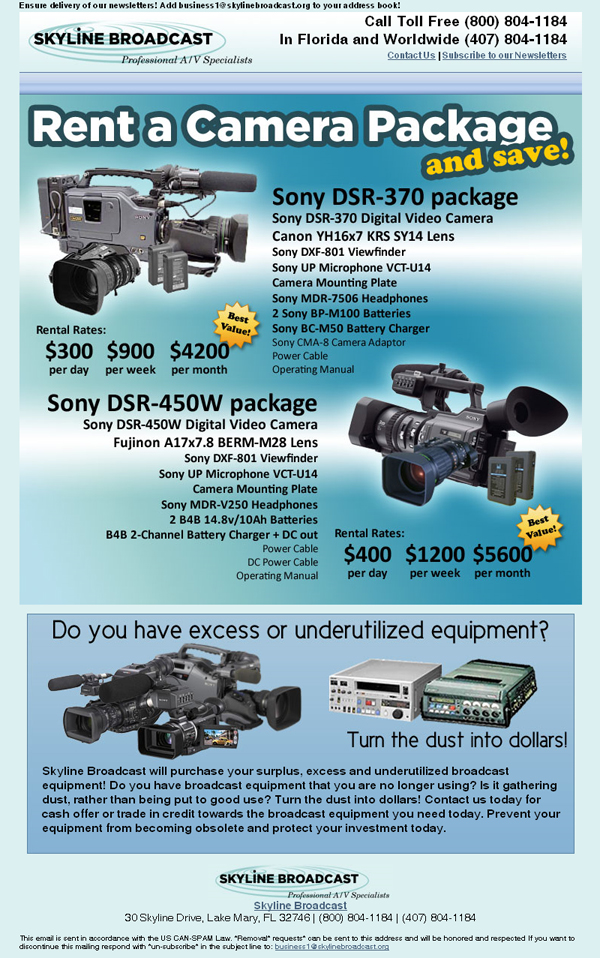 Ensure delivery of our newsletters! Add business1@skylinebroadcast.org to your address book!
SKYLINE BROADCAST
Professional A/V Specialists
Call Toll Free (800) 804-1184
In Florida and Worldwide (407) 804-1184
Contact Us | Subscribe to our Newsletters
Rent a Camera Package
and save!
Sony DSR-370 package
Sony DSR-370 Digital Video Camera
Canon YH16x7 KRS SY14 Lens
Sony DXF-801 Viewfinder
Sony UP Microphone VCT-U14
Camera Mounting Plate
Sony MDR-7506 Headphones
2 Sony BP-M100 Batteries
Sony BC-M50 Battery Charger
Sony CMA-8 Camera Adaptor
Power Cable
Operating Manual
Best Value!
Rental Rates:
$300 $900 $4200
per day per week per month
Sony DSR-450W package
Sony DSR-450W Digital Video Camera
Fujinon A17x7.8 BERM-M28 Lens
Sony DXF-801 Viewfinder
Sony UP Microphone VCT-U14
Camera Mounting Plate
Sony MDR-V250 Headphones
2 B4B 14.8v/10Ah Batteries
B4B 2-Channel Battery Charger + DC out
Power Cable
DC Power Cable
Operating Manual
SONY
Best Value!
Rental Rates:
$400 $1200 $5600
per day per week per month
Do you have excess or underutilized equipment?
Turn the dust into dollars!
Skyline Broadcast will purchase your surplus, excess and underutilized broadcast
equipment! Do you have broadcast equipment that you are no longer using? Is it gathering
dust, rather than being put to good use? Turn the dust into dollars! Contact us today for
cash offer or trade in credit towards the broadcast equipment you need today. Prevent your
equipment from becoming obsolete and protect your investment today.
SKYLINE BROADCAST
Professional A/V Specialists
Skyline Broadcast
30 Skyline Drive, Lake Mary, FL 32746 | (800) 804-1184 | (407) 804-1184
This email is sent in accordance with the US CAN-SPAM Law. "Removal" requests" can be sent to this address and will be honored and respected If you want to
discontinue this mailing respond with "un-subscribe" in the subject line to: business1@skylinebroadcast.org